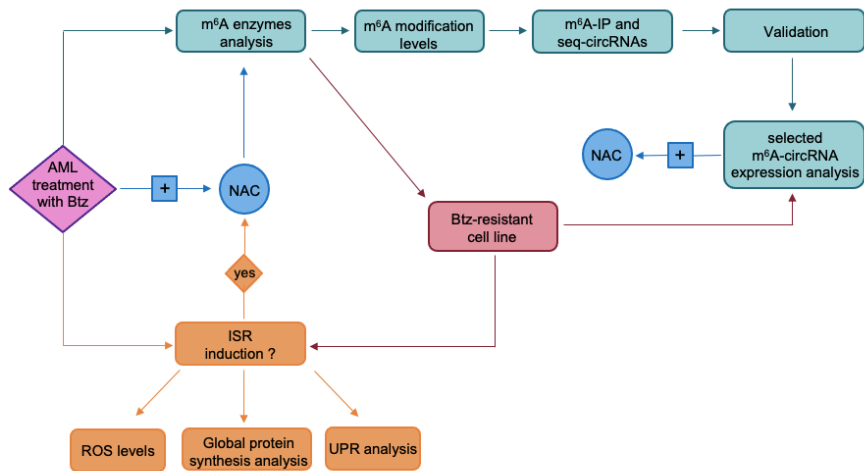 m⁶A enzymes
analysis
m⁶A modification
levels
m⁶A-IP and
seq-circRNAs
Validation
AML
treatment
with Btz
+
NAC
NAC
+
selected
m⁶A-circRNA
expression analysis
Btz-resistant
cell line
yes
ISR
induction ?
ROS levels
Global protein
synthesis analysis
UPR analysis